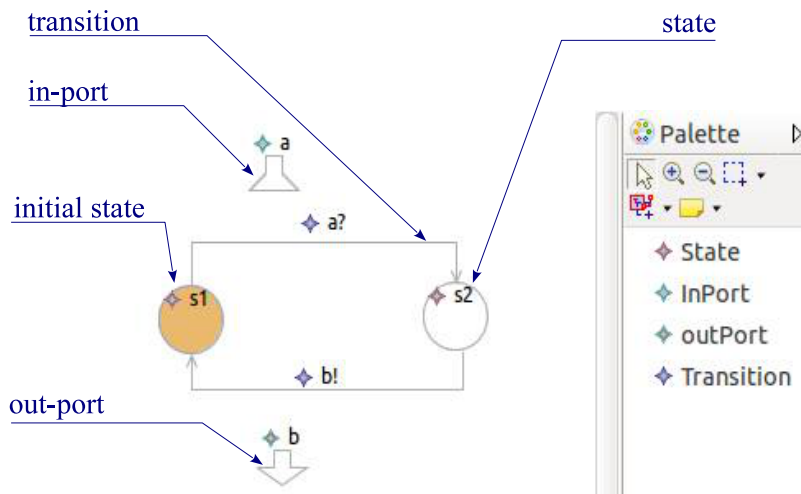 transition
state
in-port
a
Palette
initial state
a?
State
s1
s2
InPort
outPort
b!
Transition
out-port
b